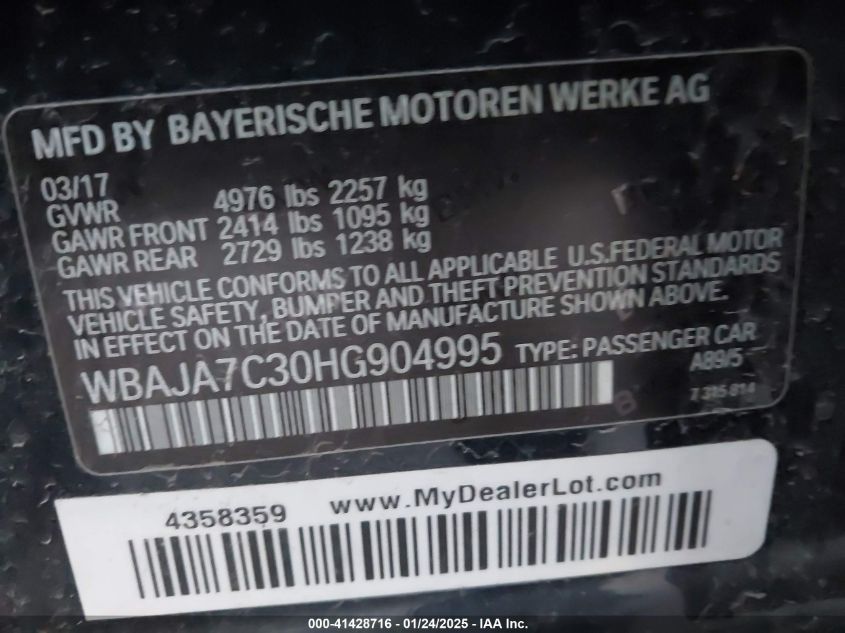 MFD BY BAYERISCHE MOTOREN WERKE AG
03/17
GVWR 4976 lbs 2257 kg
GAWR FRONT 2414 lbs 1095 kg
GAWR REAR 2729 lbs 1238 kg
THIS VEHICLE CONFORMS TO ALL APPLICABLE U.S.FEDERAL MOTOR
VEHICLE SAFETY, BUMPER AND THEFT PREVENTION STANDARDS
IN EFFECT ON THE DATE OF MANUFACTURE SHOWN ABOVE.
WBAJA7C30HG904995 TYPE: PASSENGER CAR
A89/5
7 315 814
4358359 www.MyDealerLot.com
000-41428716 - 01/24/2025 - IAA Inc.